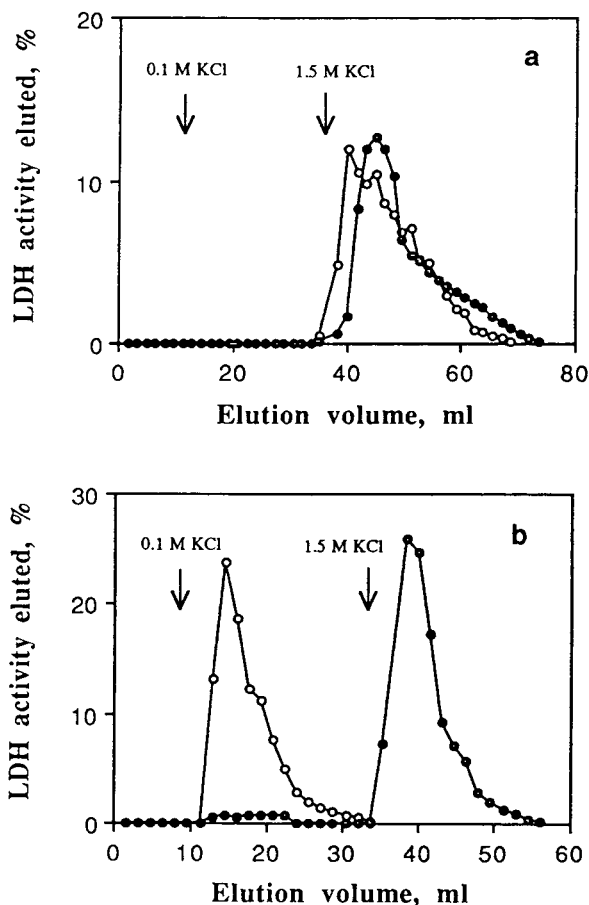 20
a
0.1 M KCl
1.5 M KCl
LDH activity eluted, %
10
0
0 20 40 60 80
Elution volume, ml
30
b
0.1 M KCl
1.5 M KCl
LDH activity eluted, %
20
10
0
0 10 20 30 40 50 60
Elution volume, ml